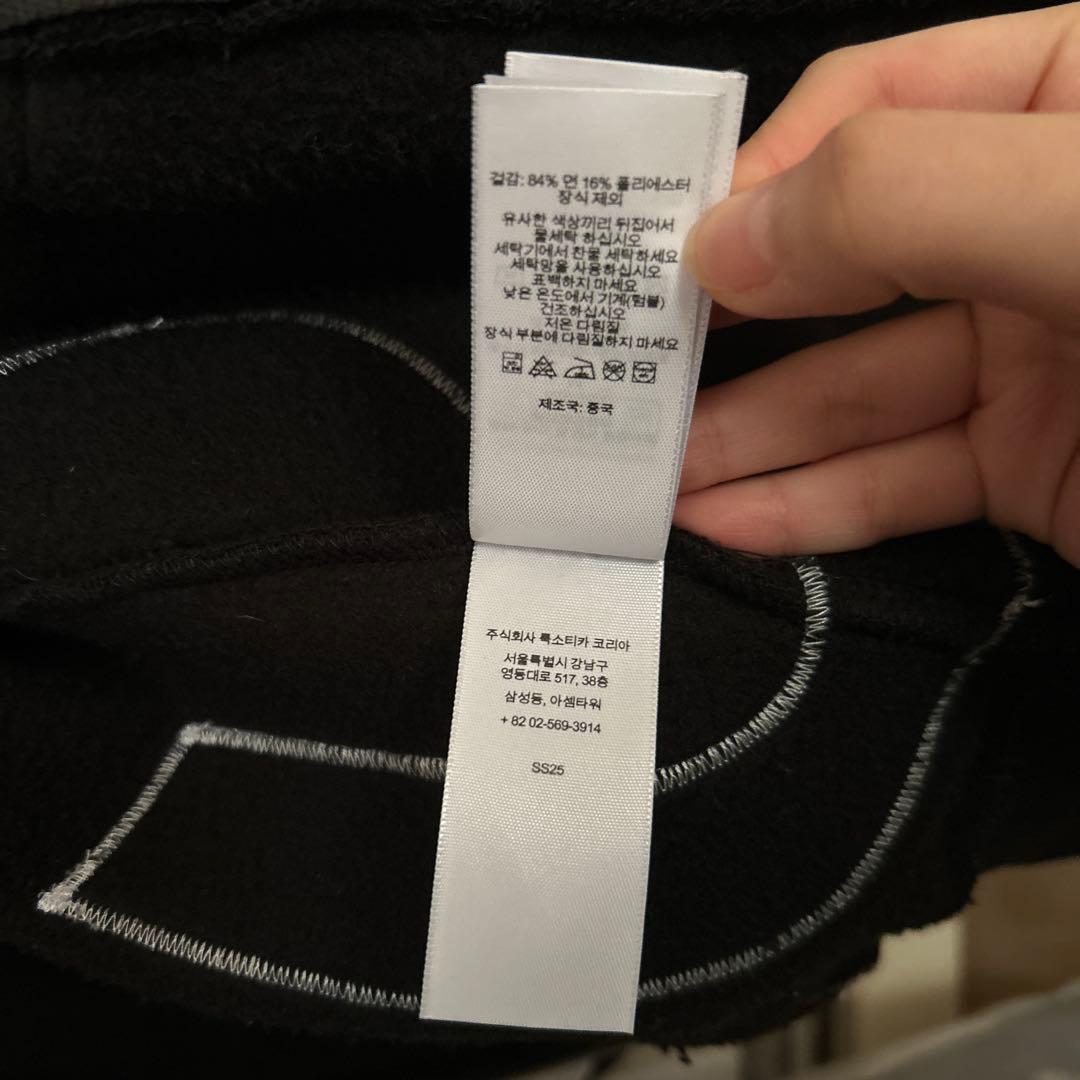 겉감: 84% 면 16% 폴리에스터
장식 제외
유사한 색상끼리 뒤집어서
물세탁 하십시오
세탁기에서 찬물 세탁하세요
세탁망을 사용하십시오
표백하지 마세요
낮은 온도에서 기계(텀블)
건조하십시오
저온 다림질
장식 부분에 다림질하지 마세요
제조국: 중국
주식회사 룩소티카 코리아
서울특별시 강남구
영동대로 517, 38층
삼성동, 아셈타워
+ 82 02-569-3914
SS25